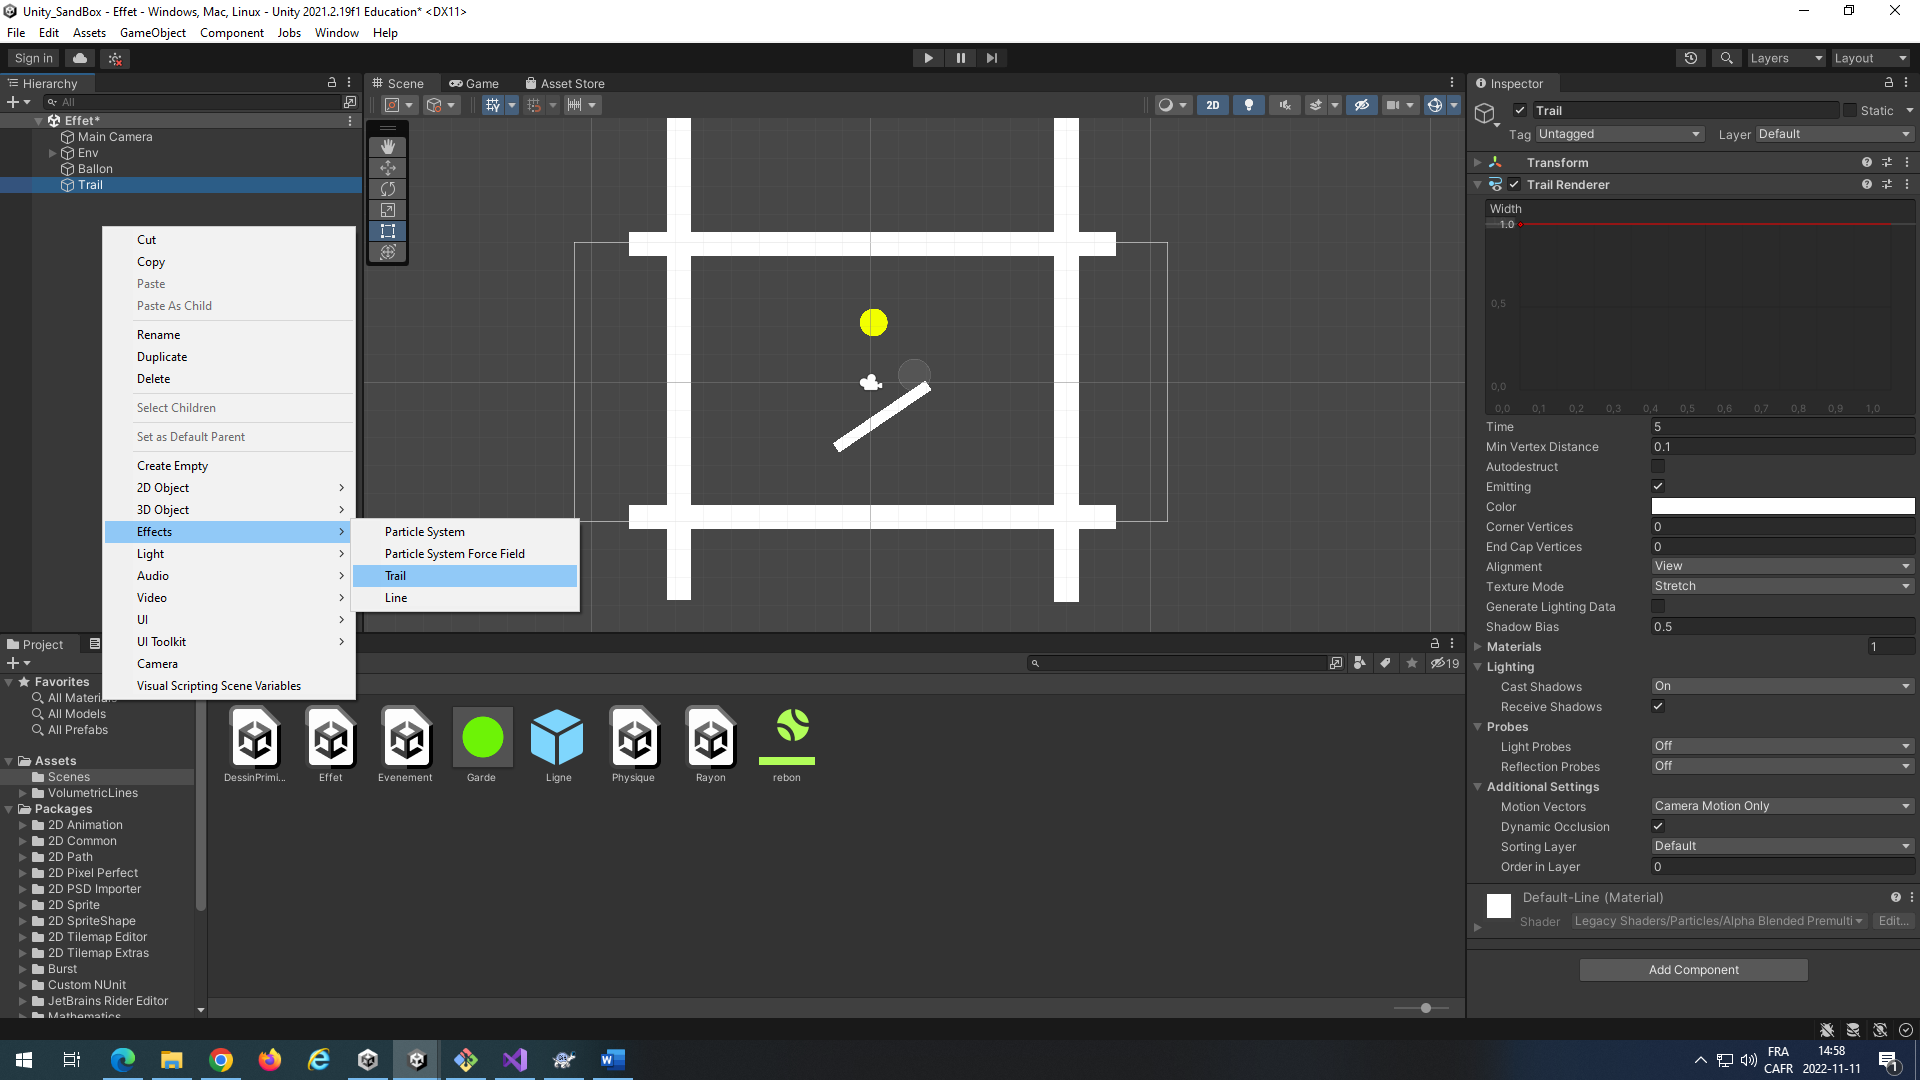 Unity_SandBox - Effet - Windows, Mac, Linux - Unity 2021.2.19f1 Education* <DX11>
File Edit Assets GameObject Component Jobs Window Help
Sign in
Layers
Layout
Hierarchy
All
Effet*
Main Camera
Env
Ballon
Trail
Cut
Copy
Paste
Paste As Child
Rename
Duplicate
Delete
Select Children
Set as Default Parent
Create Empty
2D Object
3D Object
Effects
Light
Audio
Video
UI
UI Toolkit
Camera
Visual Scripting Scene Variables
Particle System
Particle System Force Field
Trail
Line
Scene Game Asset Store
2D
Inspector
Trail
Static
Tag Untagged Layer Default
Transform
Trail Renderer
Width
1.0
0,5
0,0
0,0 0,1 0,2 0,3 0,4 0,5 0,6 0,7 0,8 0,9 1,0
Time 5
Min Vertex Distance 0.1
Autodestruct
Emitting
Color
Corner Vertices 0
End Cap Vertices 0
Alignment View
Texture Mode Stretch
Generate Lighting Data
Shadow Bias 0.5
Materials 1
Lighting
Cast Shadows On
Receive Shadows
Probes
Light Probes Off
Reflection Probes Off
Additional Settings
Motion Vectors Camera Motion Only
Dynamic Occlusion
Sorting Layer Default
Order in Layer 0
Default-Line (Material)
Shader Legacy Shaders/Particles/Alpha Blended Premulti
Edit...
Add Component
Project
19
Favorites
All Materials
All Models
All Prefabs
Assets
Scenes
VolumetricLines
Packages
2D Animation
2D Common
2D Path
2D Pixel Perfect
2D PSD Importer
2D Sprite
2D SpriteShape
2D Tilemap Editor
2D Tilemap Extras
Burst
Custom NUnit
JetBrains Rider Editor
Mathematics
DessinPrimi... Effet Evenement Garde Ligne Physique Rayon rebon
FRA
CAFR
14:58
2022-11-11
1